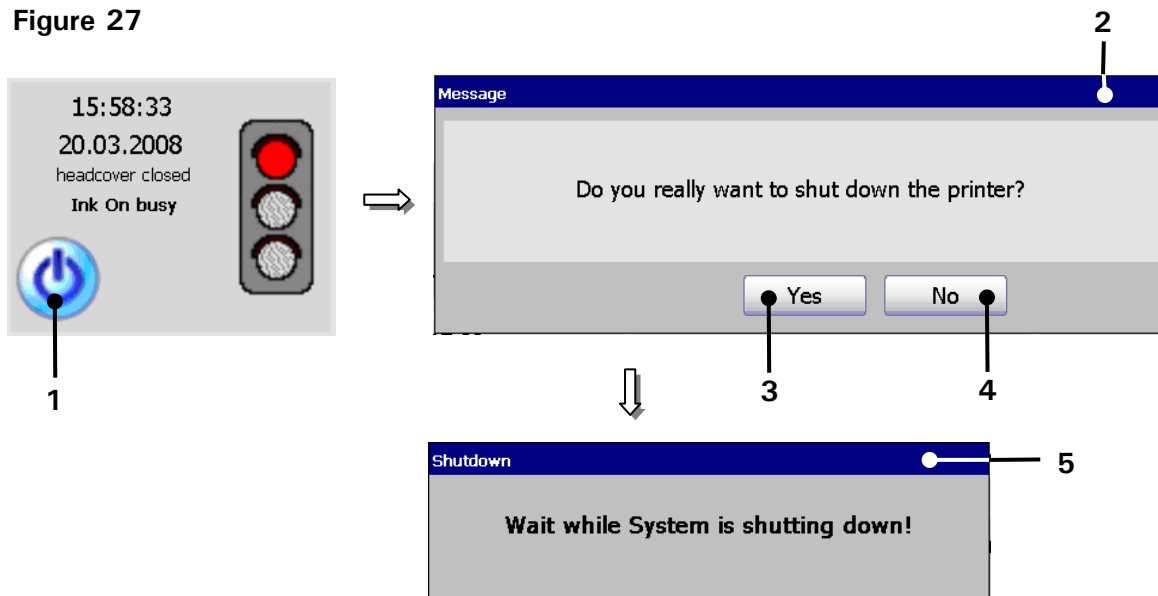 Figure 27
2
15:58:33
20.03.2008
headcover closed
Ink On busy
1
Message
Do you really want to shut down the printer?
Yes
No
3
4
Shutdown
5
Wait while System is shutting down!